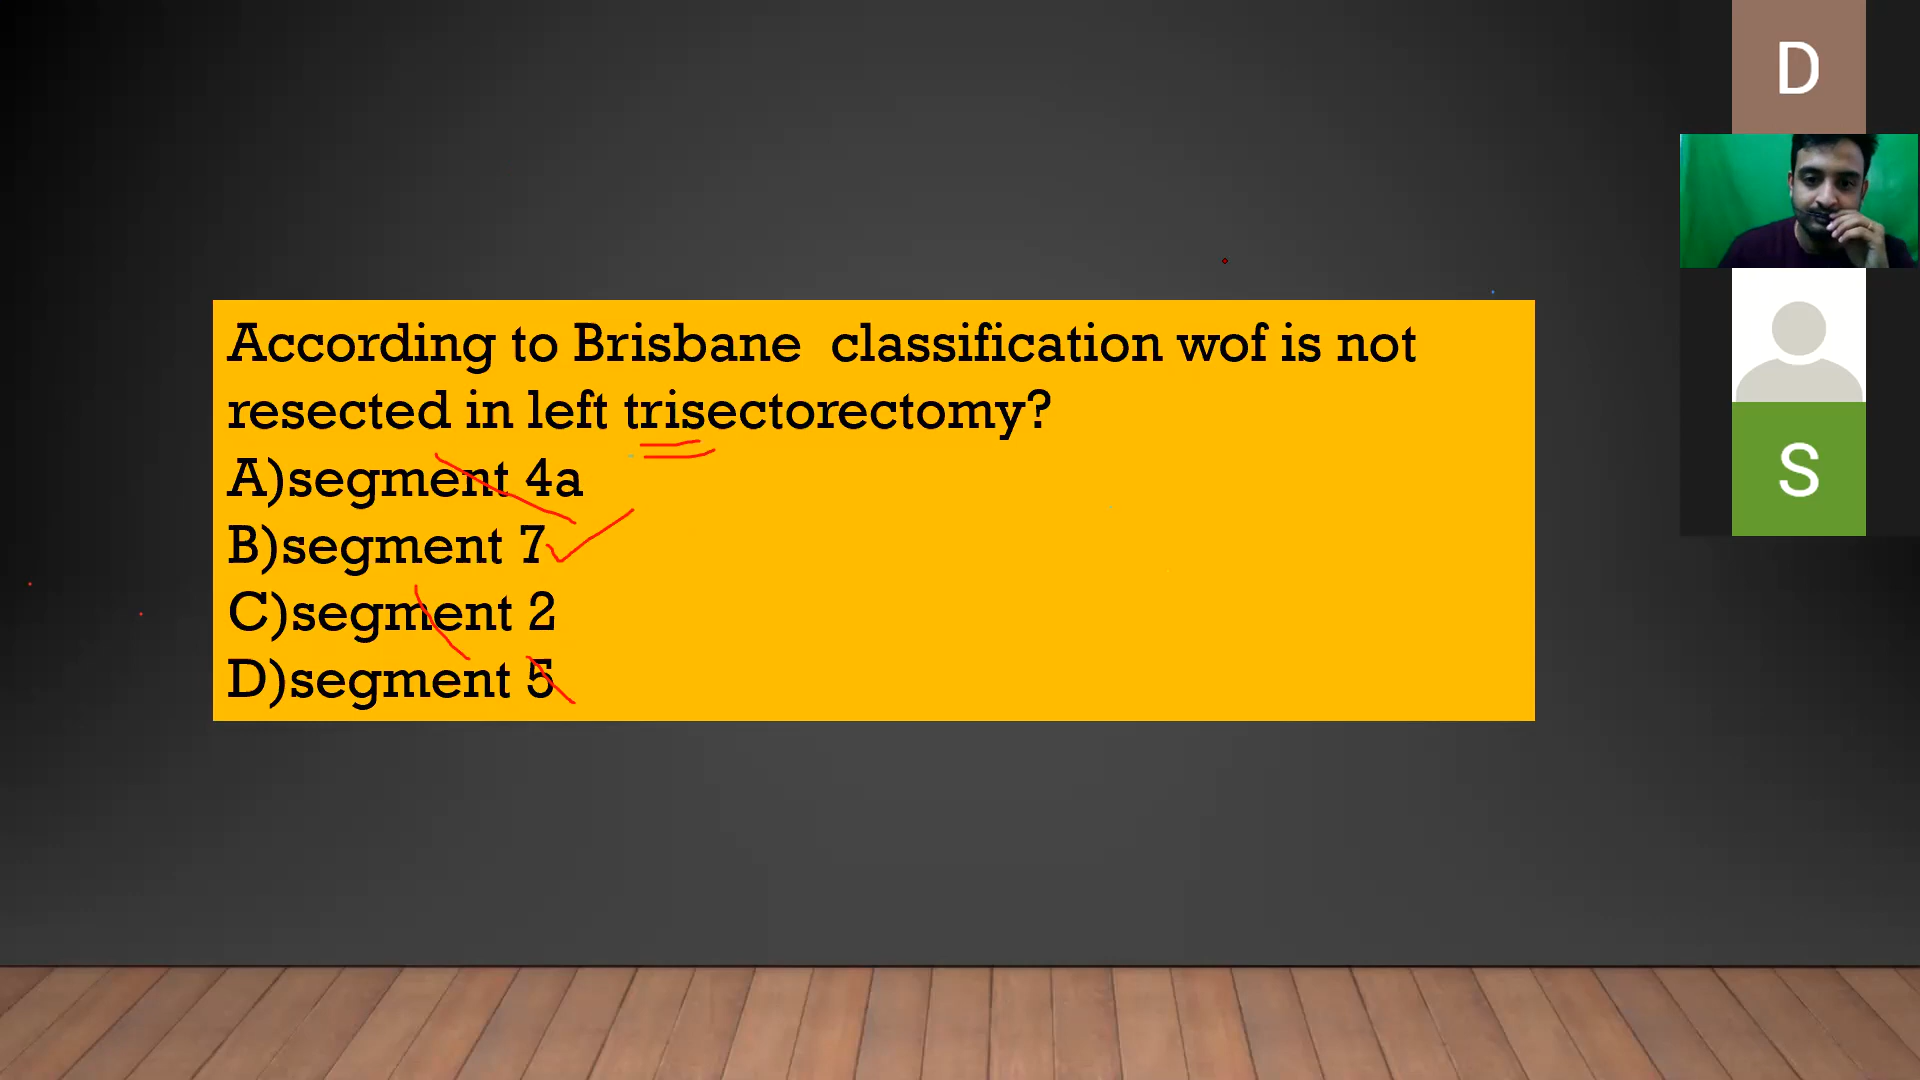 D
According to Brisbane classification wof is not
resected in left trisectorectomy?
A)segment 4a
B)segment 7
C)segment 2
D)segment 5
S